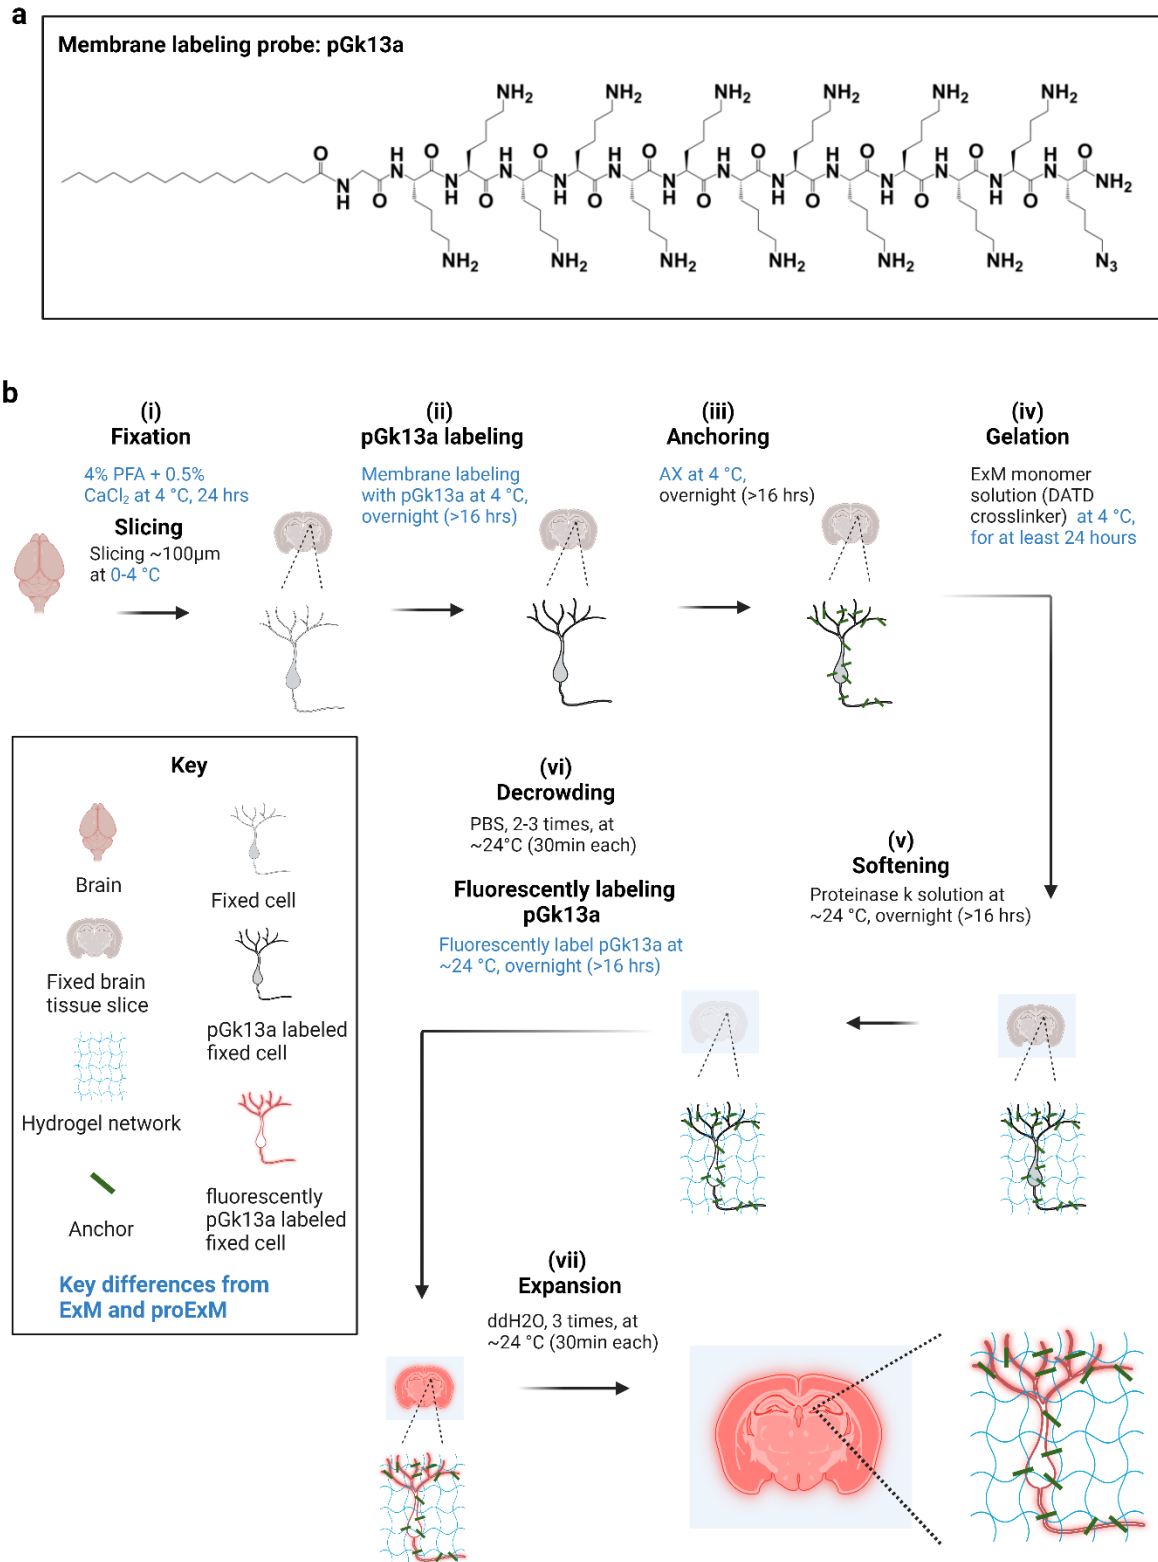 a
Membrane labeling probe: pGk13a
NH2 NH2 NH2 NH2 NH2 NH2
O H O H O H O H O H O H O H O
N N N N N N N N N N N N N N NH2
H O H O H O H O H O H O H O
NH2 NH2 NH2 NH2 NH2 NH2 N3
b
(i)
Fixation
4% PFA + 0.5%
CaCl2 at 4 °C, 24 hrs
Slicing
Slicing ~100μm
at 0-4 °C
(ii)
pGk13a labeling
Membrane labeling
with pGk13a at 4 °C,
overnight (>16 hrs)
(iii)
Anchoring
AX at 4 °C,
overnight (>16 hrs)
(iv)
Gelation
ExM monomer
solution (DATD
crosslinker) at 4 °C,
for at least 24 hours
(v)
Softening
Proteinase k solution at
~24 °C, overnight (>16 hrs)
(vi)
Decrowding
PBS, 2-3 times, at
~24°C (30min each)
Fluorescently labeling
pGk13a
Fluorescently label pGk13a at
~24 °C, overnight (>16 hrs)
(vii)
Expansion
ddH2O, 3 times, at
~24 °C (30min each)
Key
Brain
Fixed cell
Fixed brain
tissue slice
pGk13a labeled
fixed cell
Hydrogel network
fluorescently
pGk13a labeled
fixed cell
Anchor
Key differences from
ExM and proExM